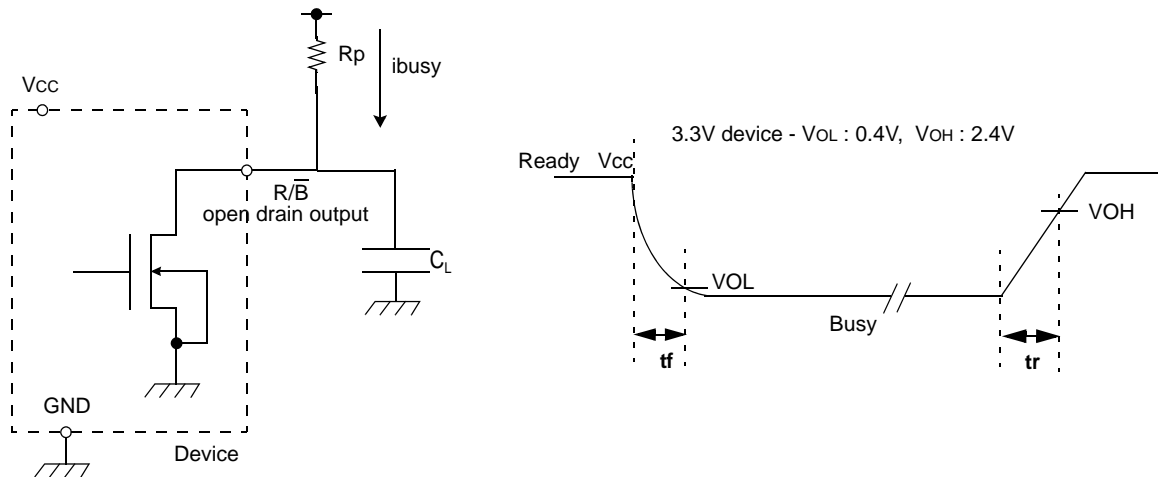 Rp
ibusy
Vcc
R/B̅
open drain output
CL
GND
Device
3.3V device - VOL : 0.4V, VOH : 2.4V
Ready Vcc
VOH
VOL
Busy
tf
tr